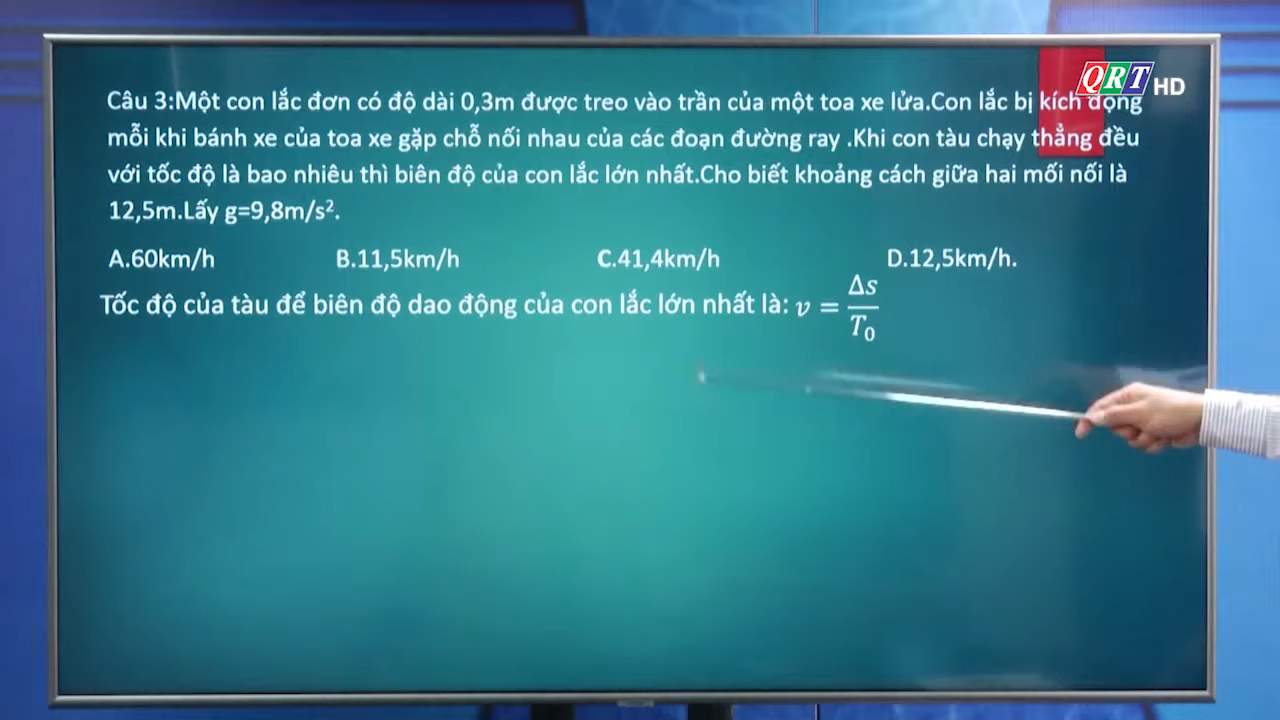 QRT HD
Câu 3:Một con lắc đơn có độ dài 0,3m được treo vào trần của một toa xe lửa.Con lắc bị kích động
mỗi khi bánh xe của toa xe gặp chỗ nối nhau của các đoạn đường ray .Khi con tàu chạy thẳng đều
với tốc độ là bao nhiêu thì biên độ của con lắc lớn nhất.Cho biết khoảng cách giữa hai mối nối là
12,5m.Lấy g=9,8m/s².
A.60km/h B.11,5km/h C.41,4km/h D.12,5km/h.
Tốc độ của tàu để biên độ dao động của con lắc lớn nhất là: v = Δs/T₀